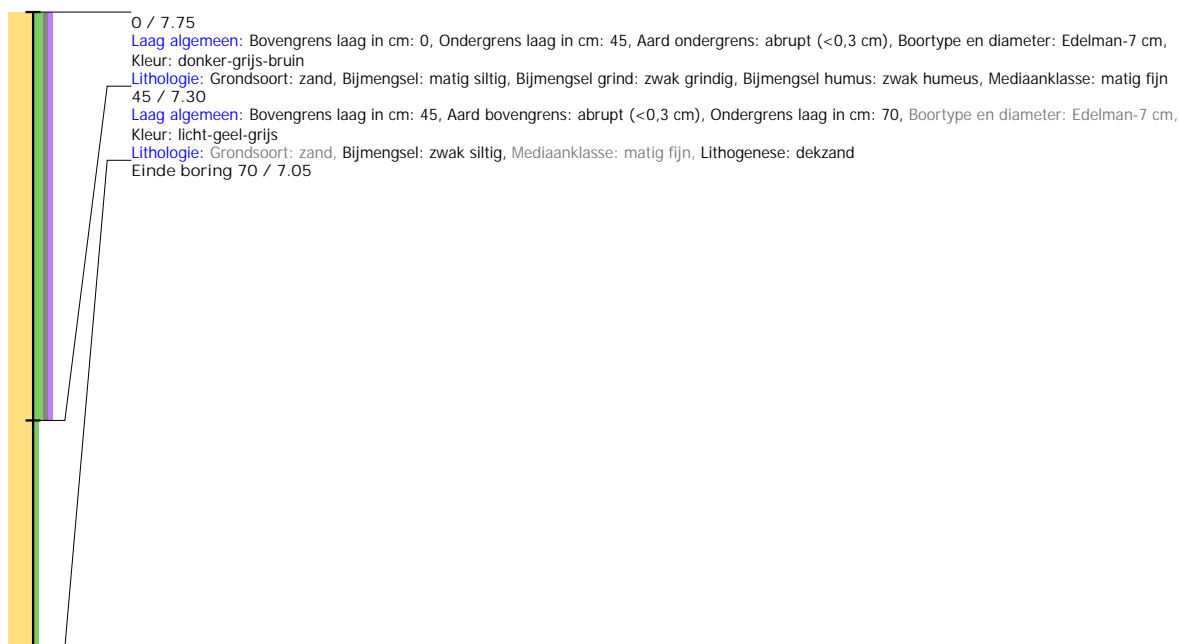 0 / 7.75
Laag algemeen: Bovengrens laag in cm: 0, Ondergrens laag in cm: 45, Aard ondergrens: abrupt (<0,3 cm), Boortype en diameter: Edelman-7 cm,
Kleur: donker-grijs-bruin
Lithologie: Grondsoort: zand, Bijmengsel: matig siltig, Bijmengsel grind: zwak grindig, Bijmengsel humus: zwak humeus, Mediaanklasse: matig fijn
45 / 7.30
Laag algemeen: Bovengrens laag in cm: 45, Aard bovengrens: abrupt (<0,3 cm), Ondergrens laag in cm: 70, Boortype en diameter: Edelman-7 cm,
Kleur: licht-geel-grijs
Lithologie: Grondsoort: zand, Bijmengsel: zwak siltig, Mediaanklasse: matig fijn, Lithogenese: dekzand
Einde boring 70 / 7.05